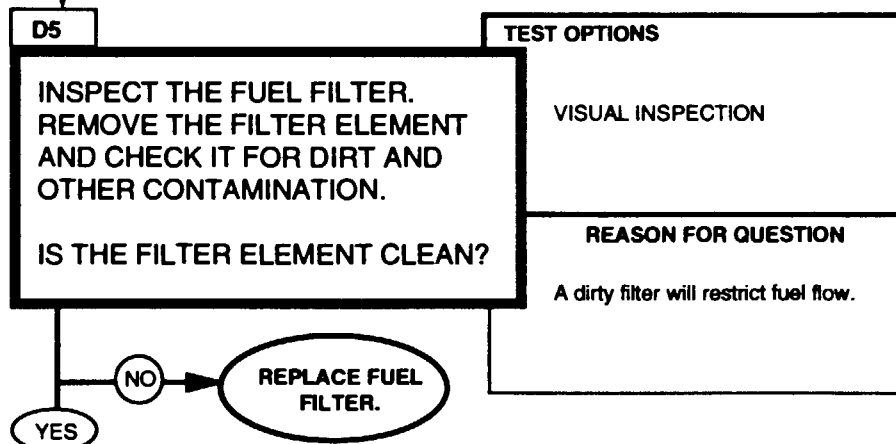 D5
INSPECT THE FUEL FILTER.
REMOVE THE FILTER ELEMENT
AND CHECK IT FOR DIRT AND
OTHER CONTAMINATION.
IS THE FILTER ELEMENT CLEAN?
TEST OPTIONS
VISUAL INSPECTION
REASON FOR QUESTION
A dirty filter will restrict fuel flow.
NO
REPLACE FUEL
FILTER.
YES